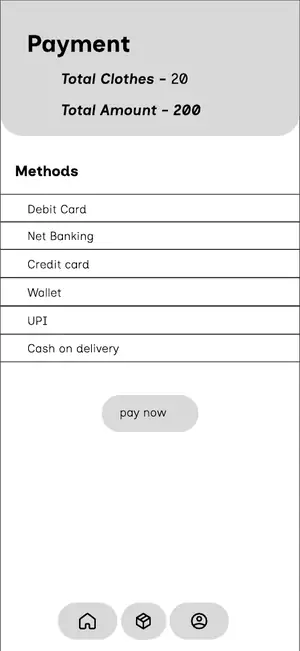 Payment
Total Clothes - 20
Total Amount - 200
Methods
Debit Card
Net Banking
Credit card
Wallet
UPI
Cash on delivery
pay now